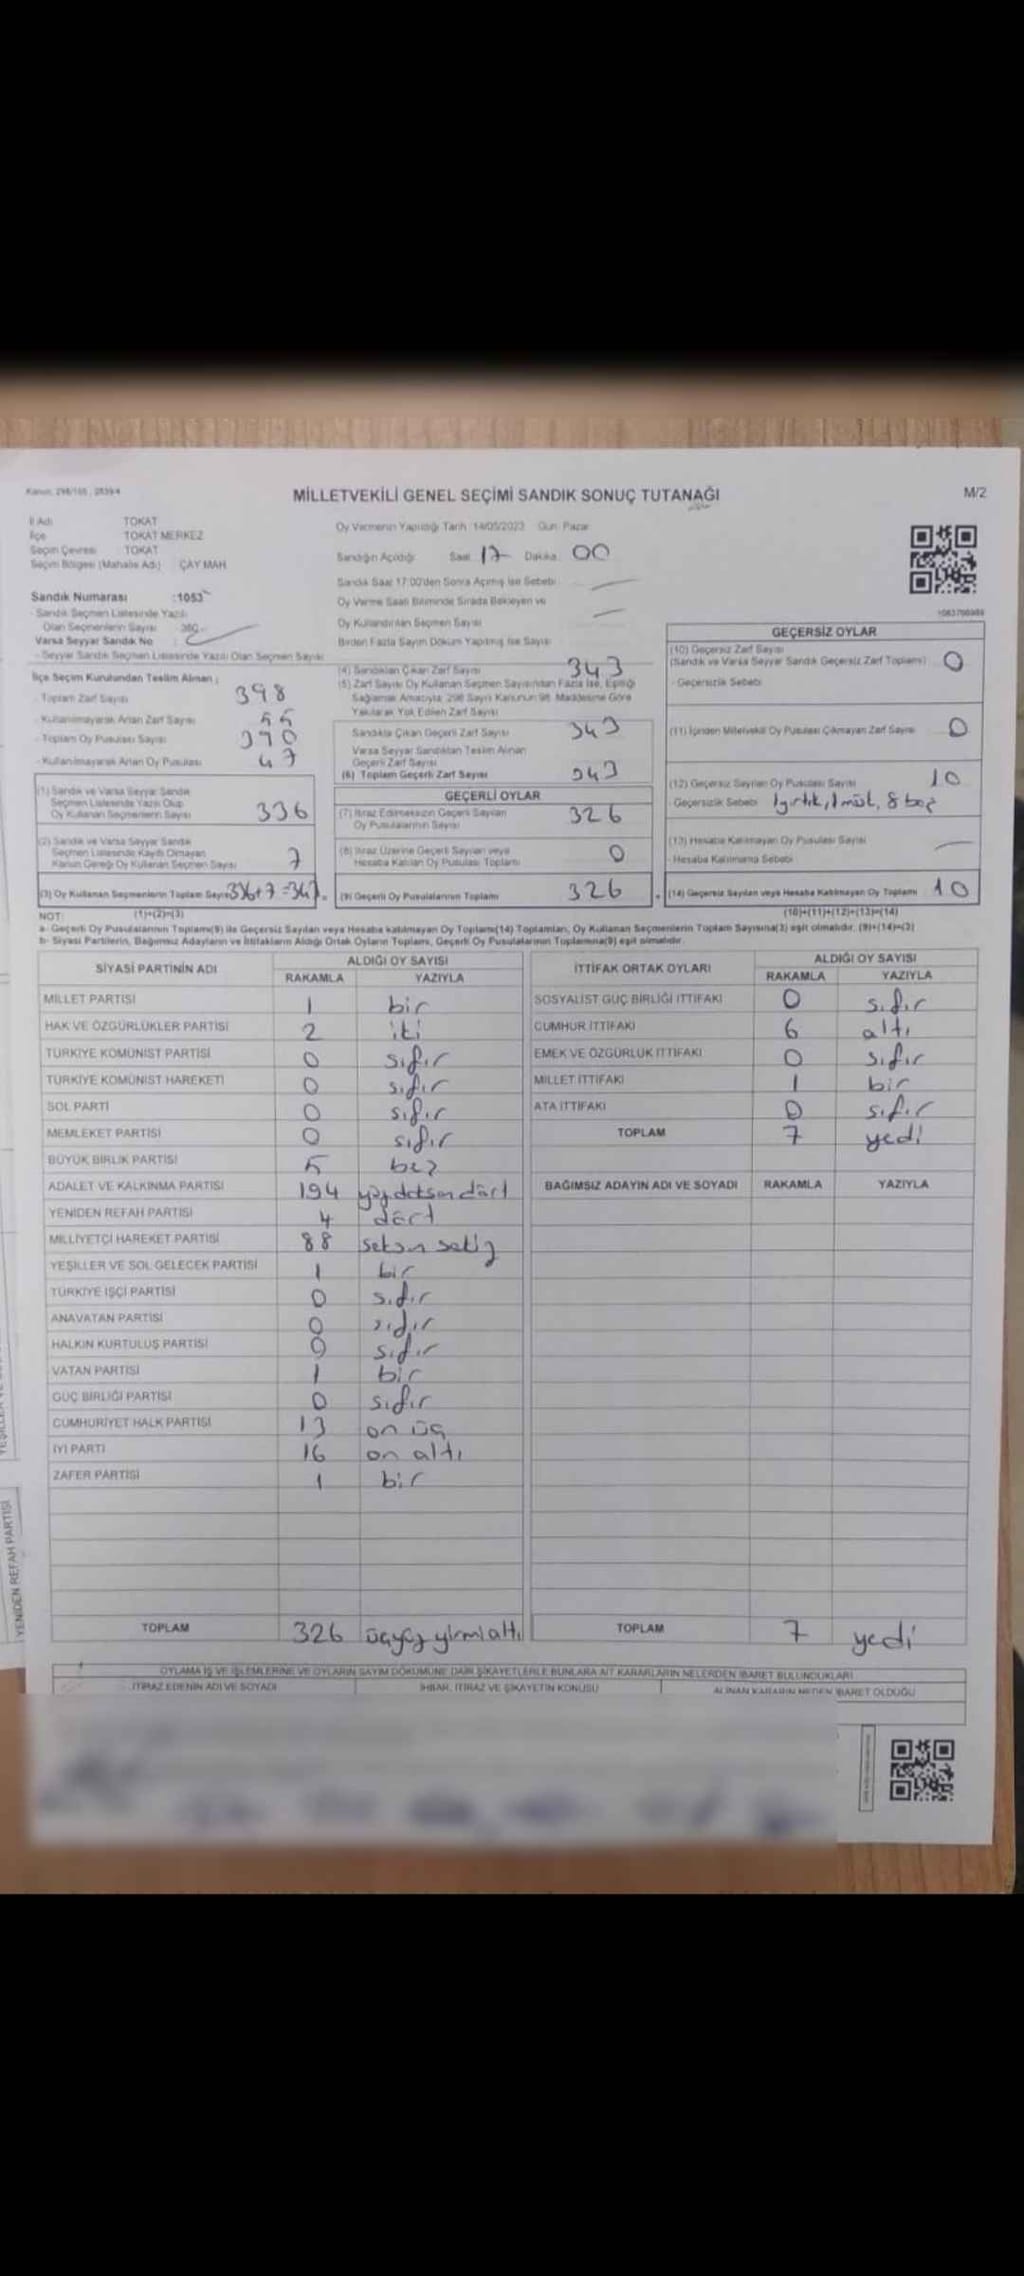 Kanun: 298/105 , 2839/4
MİLLETVEKİLİ GENEL SEÇİMİ SANDIK SONUÇ TUTANAĞI
M/2
İl Adı TOKAT
İlçe TOKAT MERKEZ
Seçim Çevresi TOKAT
Seçim Bölgesi (Mahalle Adı) : ÇAY MAH.
Sandık Numarası :1053
- Sandık Seçmen Listesinde Yazılı
Olan Seçmenlerin Sayısı : 360
Varsa Seyyar Sandık No :
- Seyyar Sandık Seçmen Listesinde Yazılı Olan Seçmen Sayısı
Oy Vermenin Yapıldığı Tarih :14/05/2023 Gün: Pazar
Sandığın Açıldığı Saat 17 Dakika 00
Sandık Saat 17:00'den Sonra Açılmış İse Sebebi
Oy Verme Saati Bitiminde Sırada Bekleyen ve
Oy Kullandırılan Seçmen Sayısı
Birden Fazla Sayım Döküm Yapılmış İse Sayısı
İlçe Seçim Kurulundan Teslim Alınan ;
- Toplam Zarf Sayısı 398
- Kullanılmayarak Artan Zarf Sayısı 55
- Toplam Oy Pusulası Sayısı 390
- Kullanılmayarak Artan Oy Pusulası 47
(1) Sandık ve Varsa Seyyar Sandık
Seçmen Listesinde Yazılı Olup
Oy Kullanan Seçmenlerin Sayısı 336
(2) Sandık ve Varsa Seyyar Sandık
Seçmen Listesinde Kayıtlı Olmayan
Kanun Gereği Oy Kullanan Seçmen Sayısı 7
(3) Oy Kullanan Seçmenlerin Toplam Sayısı 336+7=343
(1)+(2)=(3)
(4) Sandıktan Çıkan Zarf Sayısı 343
(5) Zarf Sayısı Oy Kullanan Seçmen Sayısından Fazla İse, Eşitliği
Sağlamak Amacıyla 298 Sayılı Kanunun 98. Maddesine Göre
Yakılarak Yok Edilen Zarf Sayısı
Sandıkta Çıkan Geçerli Zarf Sayısı 343
Varsa Seyyar Sandıktan Teslim Alınan
Geçerli Zarf Sayısı
(6) Toplam Geçerli Zarf Sayısı 343
GEÇERLİ OYLAR
(7) İtiraz Edilmeksizin Geçerli Sayılan
Oy Pusulalarının Sayısı 326
(8) İtiraz Üzerine Geçerli Sayılan veya
Hesaba Katılan Oy Pusulası Toplamı 0
(9) Geçerli Oy Pusulalarının Toplamı 326
GEÇERSİZ OYLAR
(10) Geçersiz Zarf Sayısı
(Sandık ve Varsa Seyyar Sandık Geçersiz Zarf Toplamı) 0
- Geçersizlik Sebebi
(11) İçinden Milletvekili Oy Pusulası Çıkmayan Zarf Sayısı 0
(12) Geçersiz Sayılan Oy Pusulası Sayısı 10
- Geçersizlik Sebebi 1 yırtık, 1 müst, 8 boş
(13) Hesaba Katılmayan Oy Pusulası Sayısı
- Hesaba Katılmama Sebebi
(14) Geçersiz Sayılan veya Hesaba Katılmayan Oy Toplamı 10
(10)+(11)+(12)+(13)=(14)
NOT:
a- Geçerli Oy Pusulalarının Toplamı(9) ile Geçersiz Sayılan veya Hesaba katılmayan Oy Toplamı(14) Toplamları, Oy Kullanan Seçmenlerin Toplam Sayısına(3) eşit olmalıdır. (9)+(14)=(3)
b- Siyasi Partilerin, Bağımsız Adayların ve İttifakların Aldığı Ortak Oyların Toplamı, Geçerli Oy Pusulalarının Toplamına(9) eşit olmalıdır.
SİYASİ PARTİNİN ADI ALDIĞI OY SAYISI
RAKAMLA YAZIYLA
MİLLET PARTİSİ 1 bir
HAK VE ÖZGÜRLÜKLER PARTİSİ 2 iki
TÜRKİYE KOMÜNİST PARTİSİ 0 sıfır
TÜRKİYE KOMÜNİST HAREKETİ 0 sıfır
SOL PARTİ 0 sıfır
MEMLEKET PARTİSİ 0 sıfır
BÜYÜK BİRLİK PARTİSİ 5 beş
ADALET VE KALKINMA PARTİSİ 194 yüzdoksandört
YENİDEN REFAH PARTİSİ 4 dört
MİLLİYETÇİ HAREKET PARTİSİ 88 seksen sekiz
YEŞİLLER VE SOL GELECEK PARTİSİ 1 bir
TÜRKİYE İŞÇİ PARTİSİ 0 sıfır
ANAVATAN PARTİSİ 0 sıfır
HALKIN KURTULUŞ PARTİSİ 0 sıfır
VATAN PARTİSİ 1 bir
GÜÇ BİRLİĞİ PARTİSİ 0 sıfır
CUMHURİYET HALK PARTİSİ 13 on üç
İYİ PARTİ 16 on altı
ZAFER PARTİSİ 1 bir
TOPLAM 326 üçyüz yirmialtı
İTTİFAK ORTAK OYLARI ALDIĞI OY SAYISI
RAKAMLA YAZIYLA
SOSYALİST GÜÇ BİRLİĞİ İTTİFAKI 0 sıfır
CUMHUR İTTİFAKI 6 altı
EMEK VE ÖZGÜRLÜK İTTİFAKI 0 sıfır
MİLLET İTTİFAKI 1 bir
ATA İTTİFAKI 0 sıfır
TOPLAM 7 yedi
BAĞIMSIZ ADAYIN ADI VE SOYADI RAKAMLA YAZIYLA
TOPLAM 7 yedi
OYLAMA İŞ VE İŞLEMLERİNE VE OYLARIN SAYIM DÖKÜMÜNE DAİR ŞİKAYETLERLE BUNLARA AİT KARARLARIN NELERDEN İBARET BULUNDUKLARI
İTİRAZ EDENİN ADI VE SOYADI İHBAR, İTİRAZ VE ŞİKAYETİN KONUSU ALINAN KARARIN NEDEN İBARET OLDUĞU
YENİDEN REFAH PARTİSİ